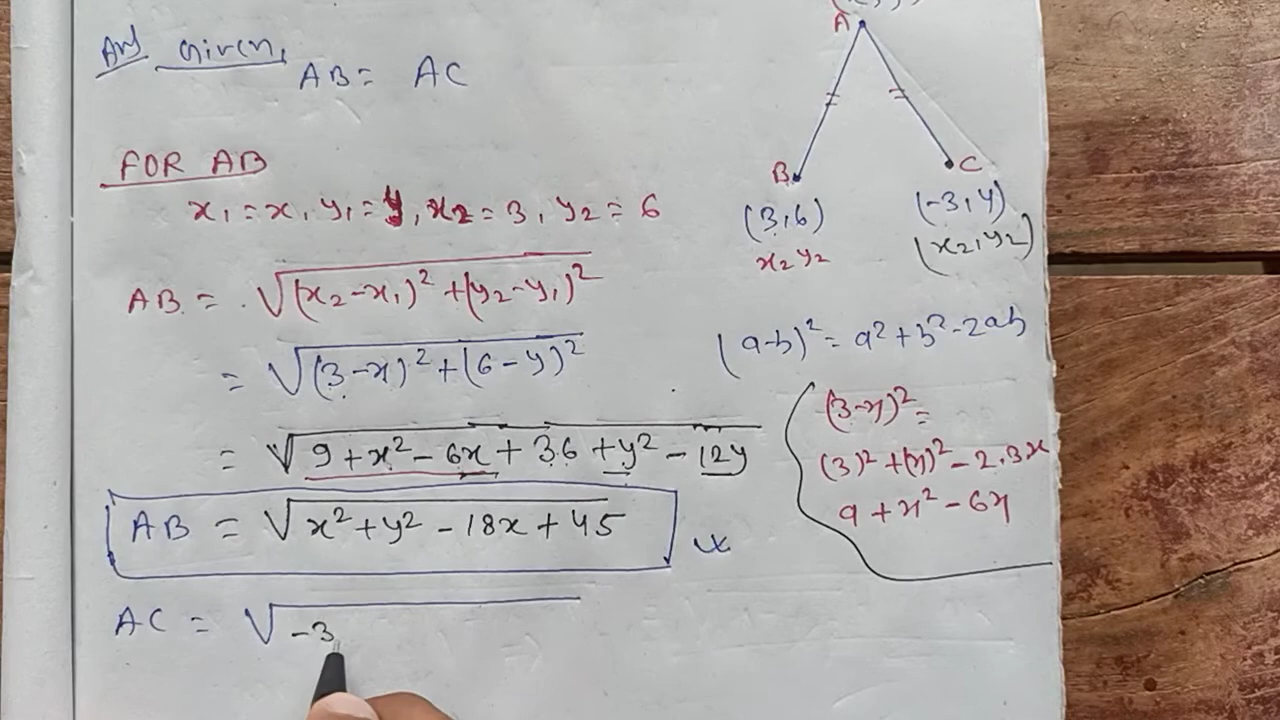 Ans Given,
AB = AC
A
B
C
(3,6)
x₂ y₂
(-3,4)
(x₂,y₂)
FOR AB
x₁ = x, y₁ = y, x₂ = 3, y₂ = 6
AB = √(x₂-x₁)² + (y₂-y₁)²
= √(3-x)² + (6-y)²
= √9 + x² - 6x + 36 + y² - 12y
AB = √x² + y² - 18x + 45
AC = √-3
(a-b)² = a² + b² - 2ab
(3-x)² =
(3)² + (x)² - 2.3x
9 + x² - 6x